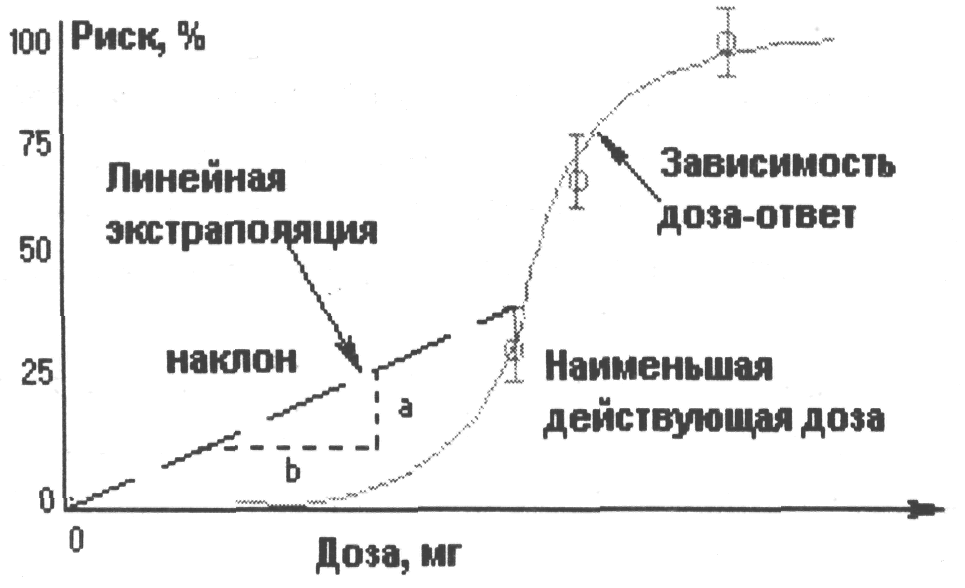 100
Риск, %
75
Линейная
экстраполяция
Зависимость
доза-ответ
50
наклон
25
a
Наименьшая
действующая доза
b
0
0
Доза, мг